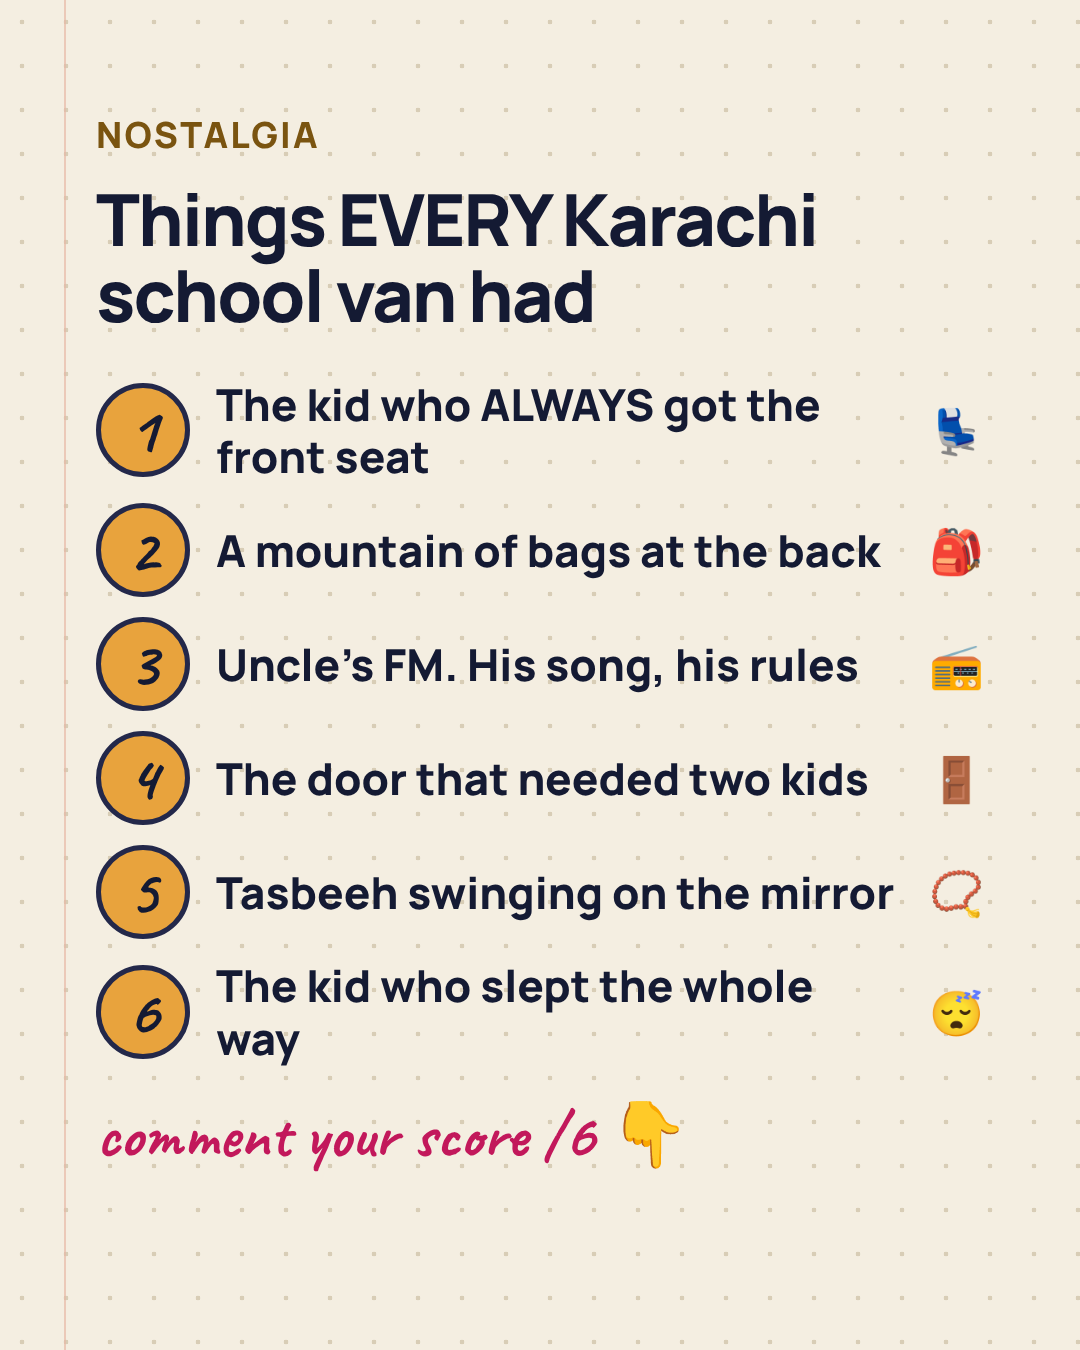 NOSTALGIA
Things EVERY Karachi
school van had
1
The kid who ALWAYS got the
front seat
2
A mountain of bags at the back
3
Uncle’s FM. His song, his rules
4
The door that needed two kids
5
Tasbeeh swinging on the mirror
6
The kid who slept the whole
way
comment your score /6 👇